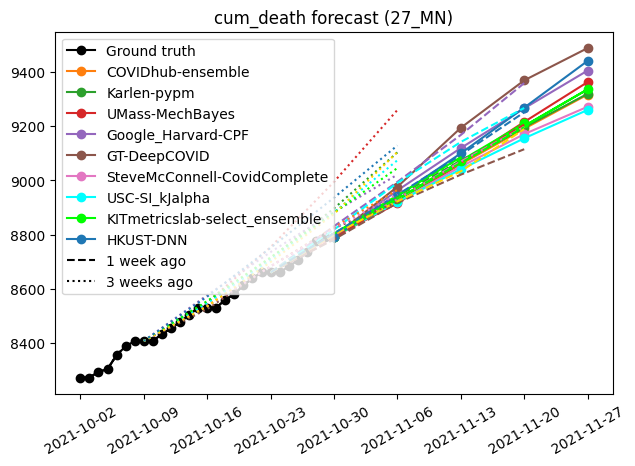 cum_death forecast (27_MN)
Ground truth
COVIDhub-ensemble
Karlen-pypm
UMass-MechBayes
Google_Harvard-CPF
GT-DeepCOVID
SteveMcConnell-CovidComplete
USC-SI_kJalpha
KITmetricslab-select_ensemble
HKUST-DNN
1 week ago
3 weeks ago
9400
9200
9000
8800
8600
8400
2021-10-02
2021-10-09
2021-10-16
2021-10-23
2021-10-30
2021-11-06
2021-11-13
2021-11-20
2021-11-27